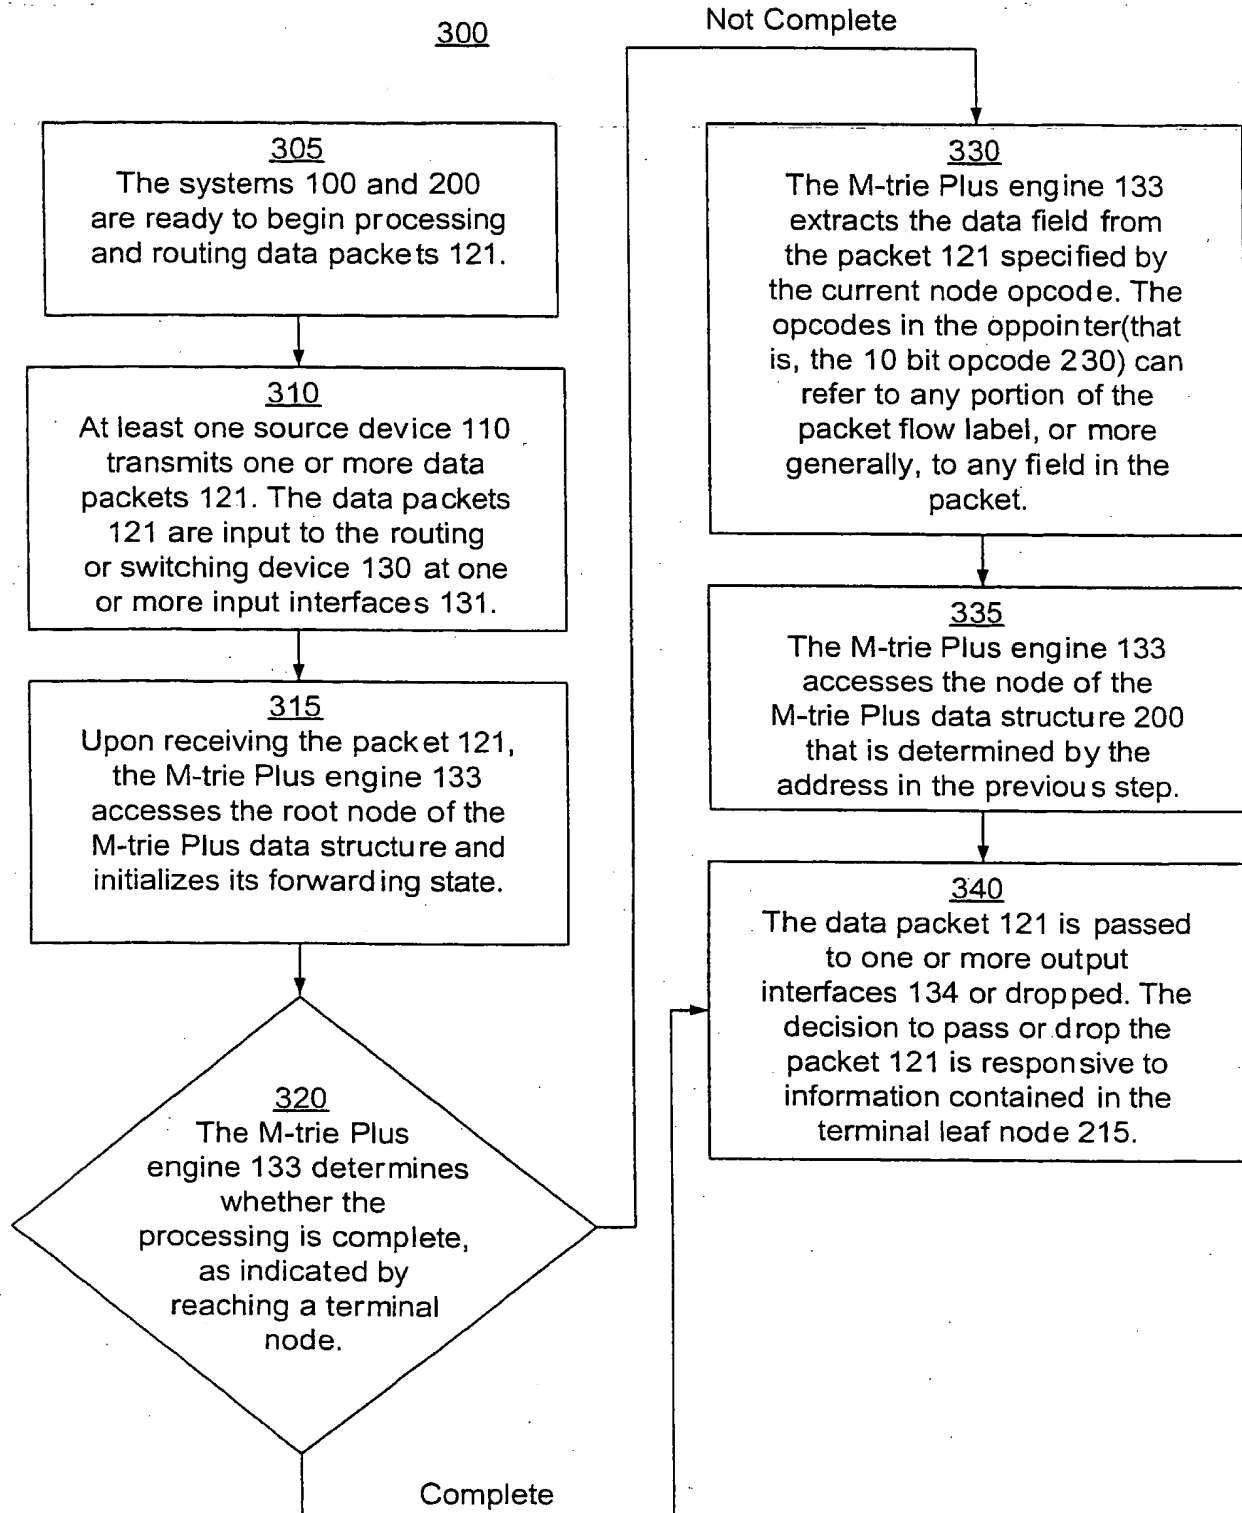 300
Not Complete
305
The systems 100 and 200
are ready to begin processing
and routing data packets 121.
310
At least one source device 110
transmits one or more data
packets 121. The data packets
121 are input to the routing
or switching device 130 at one
or more input interfaces 131.
315
Upon receiving the packet 121,
the M-trie Plus engine 133
accesses the root node of the
M-trie Plus data structure and
initializes its forwarding state.
320
The M-trie Plus
engine 133 determines
whether the
processing is complete,
as indicated by
reaching a terminal
node.
Complete
330
The M-trie Plus engine 133
extracts the data field from
the packet 121 specified by
the current node opcode. The
opcodes in the oppointer(that
is, the 10 bit opcode 230) can
refer to any portion of the
packet flow label, or more
generally, to any field in the
packet.
335
The M-trie Plus engine 133
accesses the node of the
M-trie Plus data structure 200
that is determined by the
address in the previous step.
340
The data packet 121 is passed
to one or more output
interfaces 134 or dropped. The
decision to pass or drop the
packet 121 is responsive to
information contained in the
terminal leaf node 215.